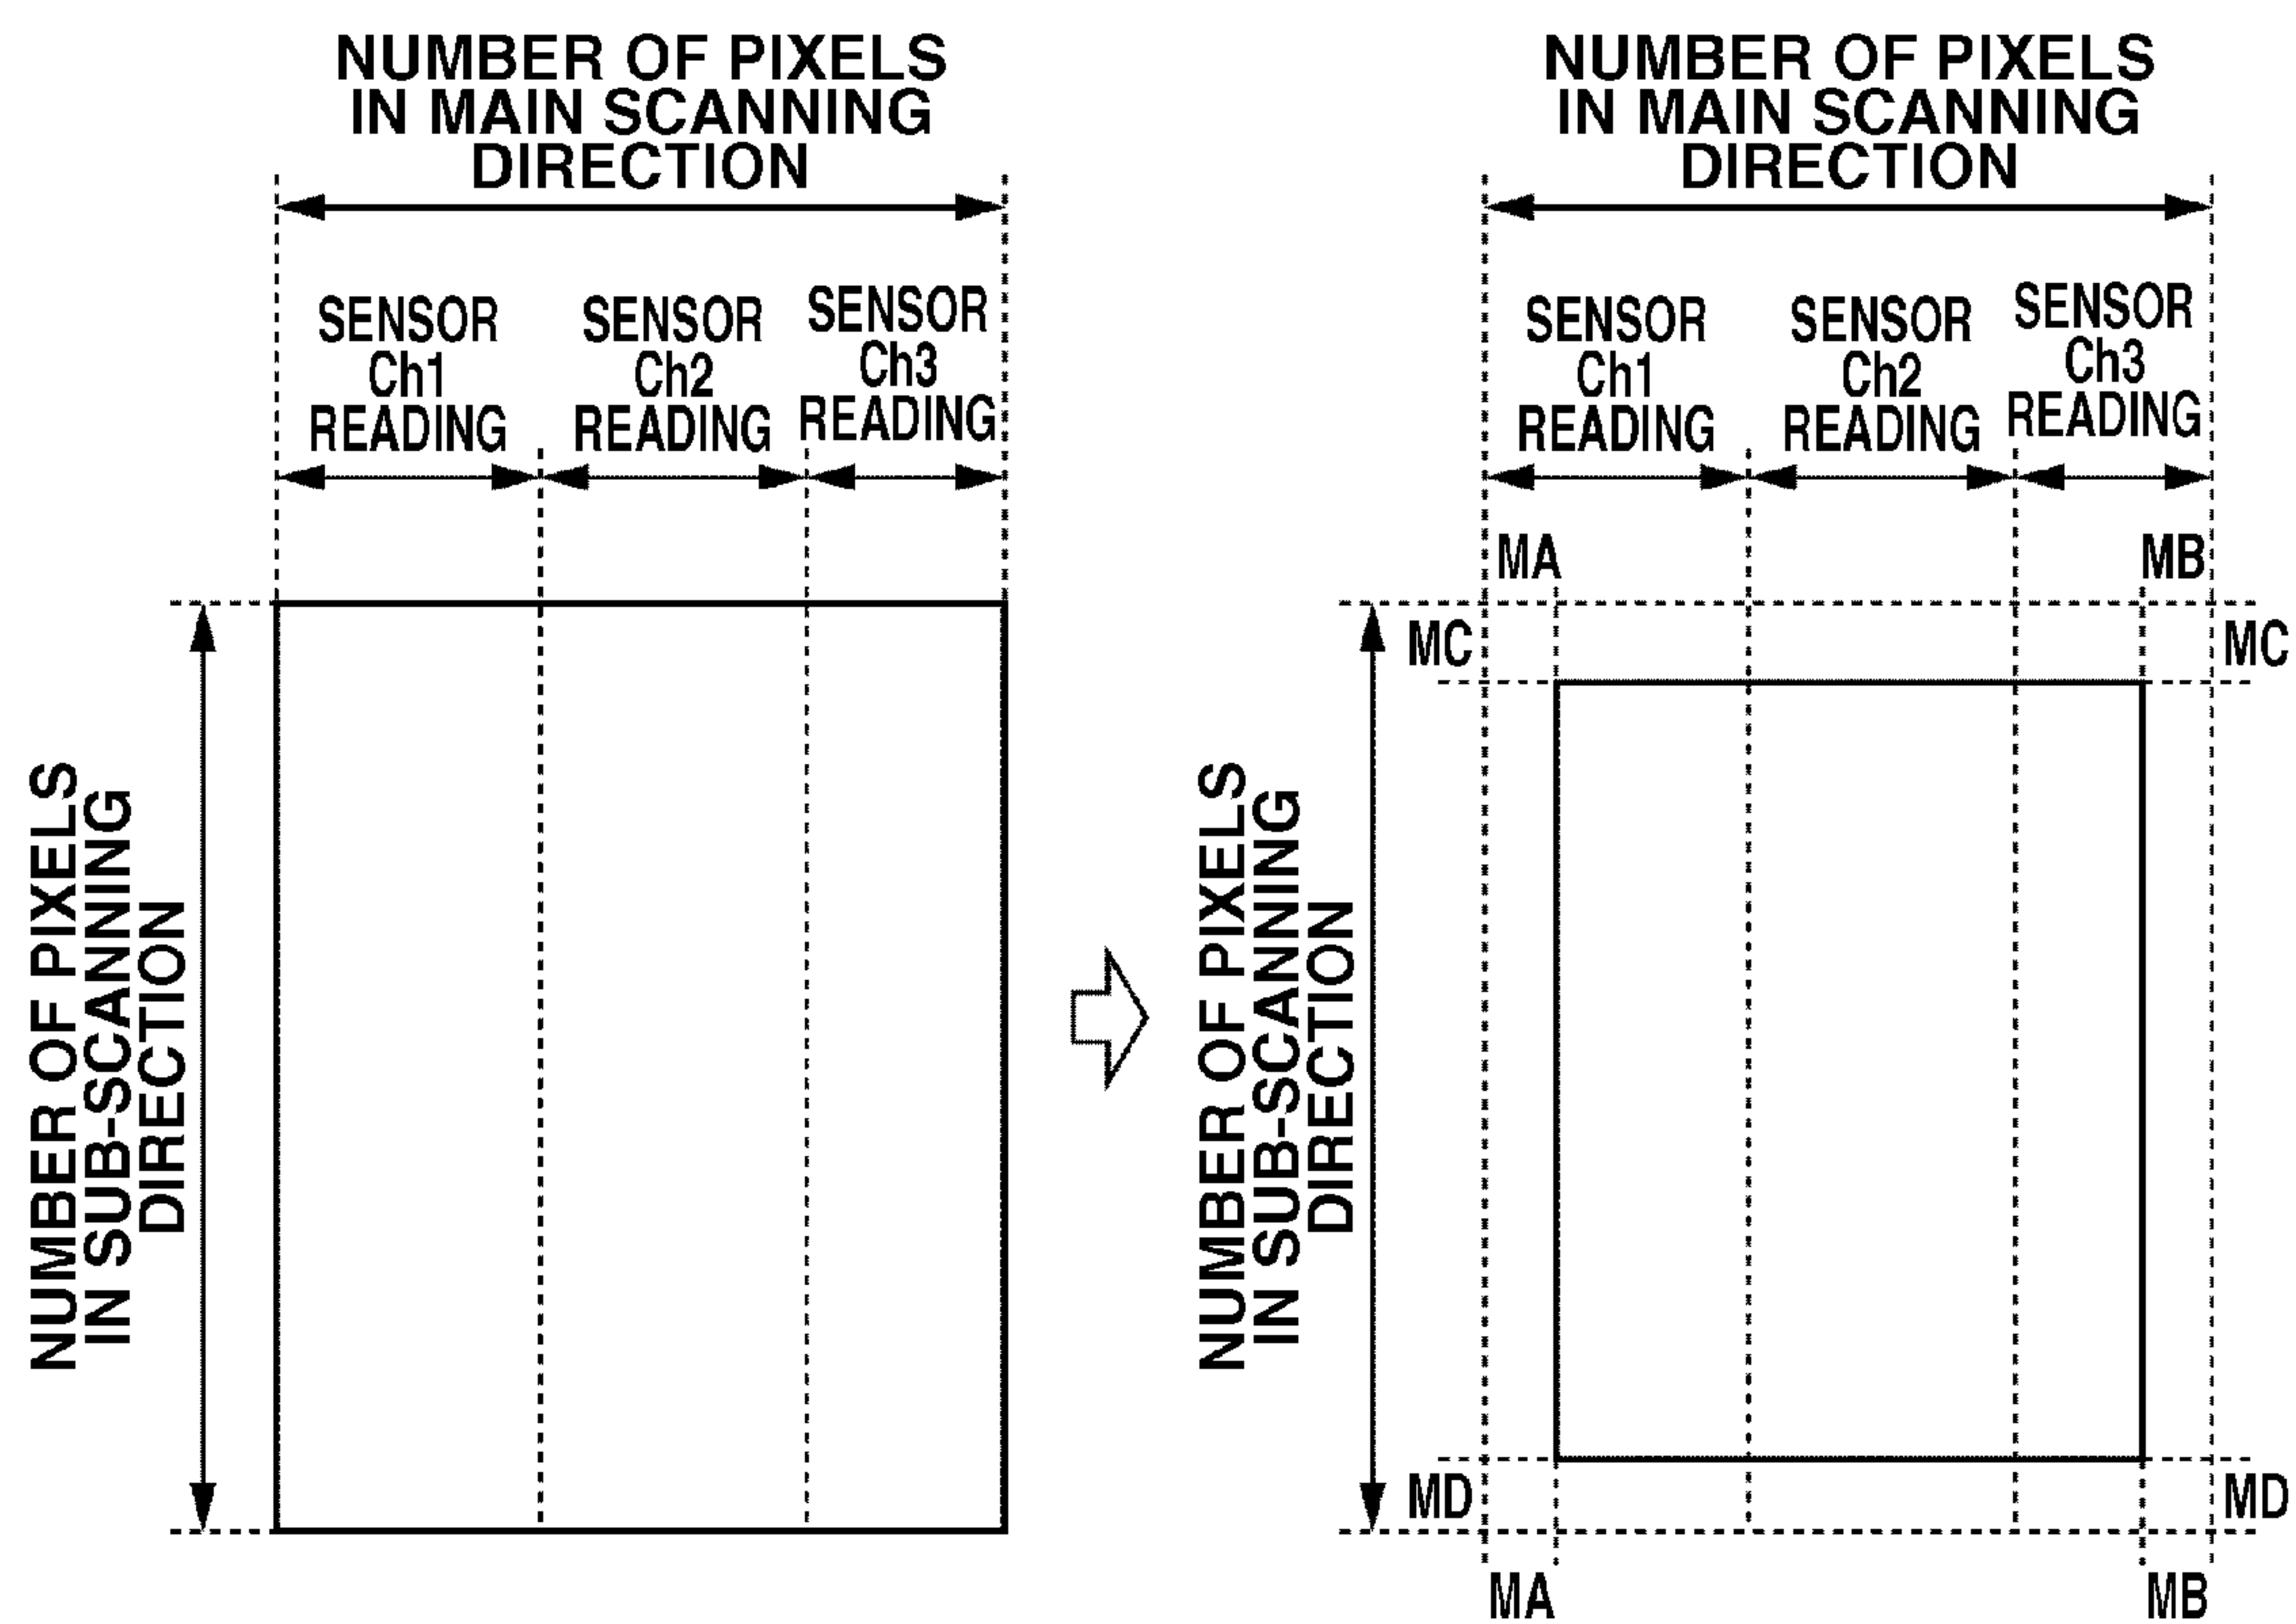 NUMBER OF PIXELS
IN MAIN SCANNING
DIRECTION
SENSOR
Ch1
READING
SENSOR
Ch2
READING
SENSOR
Ch3
READING
NUMBER OF PIXELS
IN SUB-SCANNING
DIRECTION
NUMBER OF PIXELS
IN MAIN SCANNING
DIRECTION
SENSOR
Ch1
READING
SENSOR
Ch2
READING
SENSOR
Ch3
READING
MA
MB
MC
MC
NUMBER OF PIXELS
IN SUB-SCANNING
DIRECTION
MD
MD
MA
MB